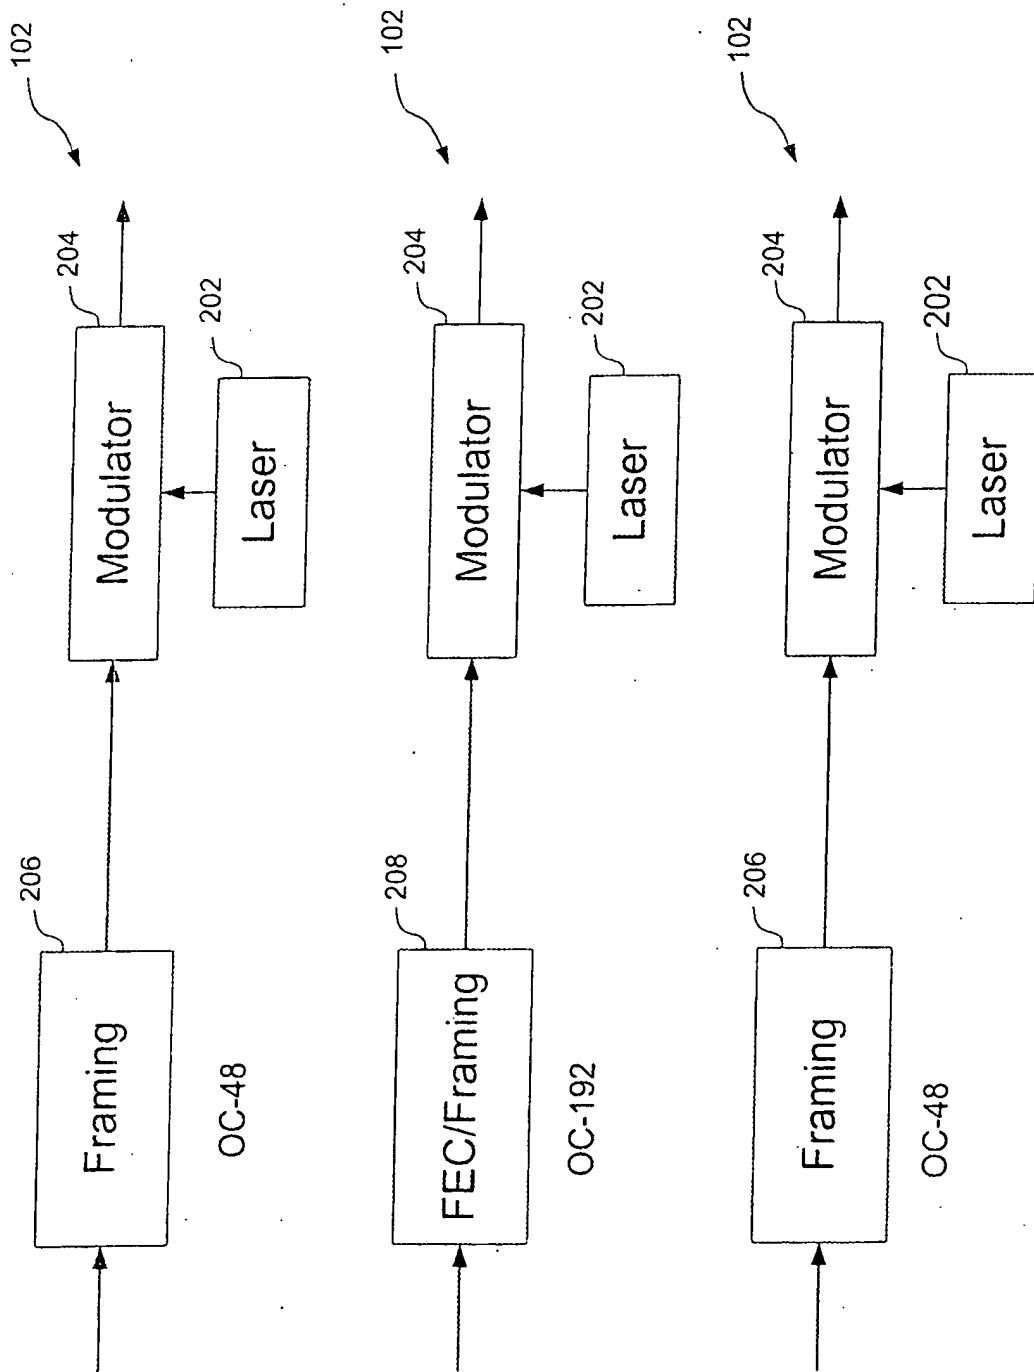 102
204
Modulator
202
Laser
206
Framing
OC-48
102
204
Modulator
202
Laser
208
FEC/Framing
OC-192
102
204
Modulator
202
Laser
206
Framing
OC-48